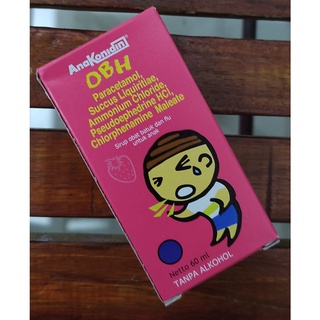 AnaKonidin
OBH
Paracetamol,
Succus Liquiritiae,
Ammonium Chloride,
Pseudoephedrine HCl,
Chlorphenamine Maleate
Sirup obat batuk dan flu
untuk anak
Netto 60 ml
TANPA ALKOHOL